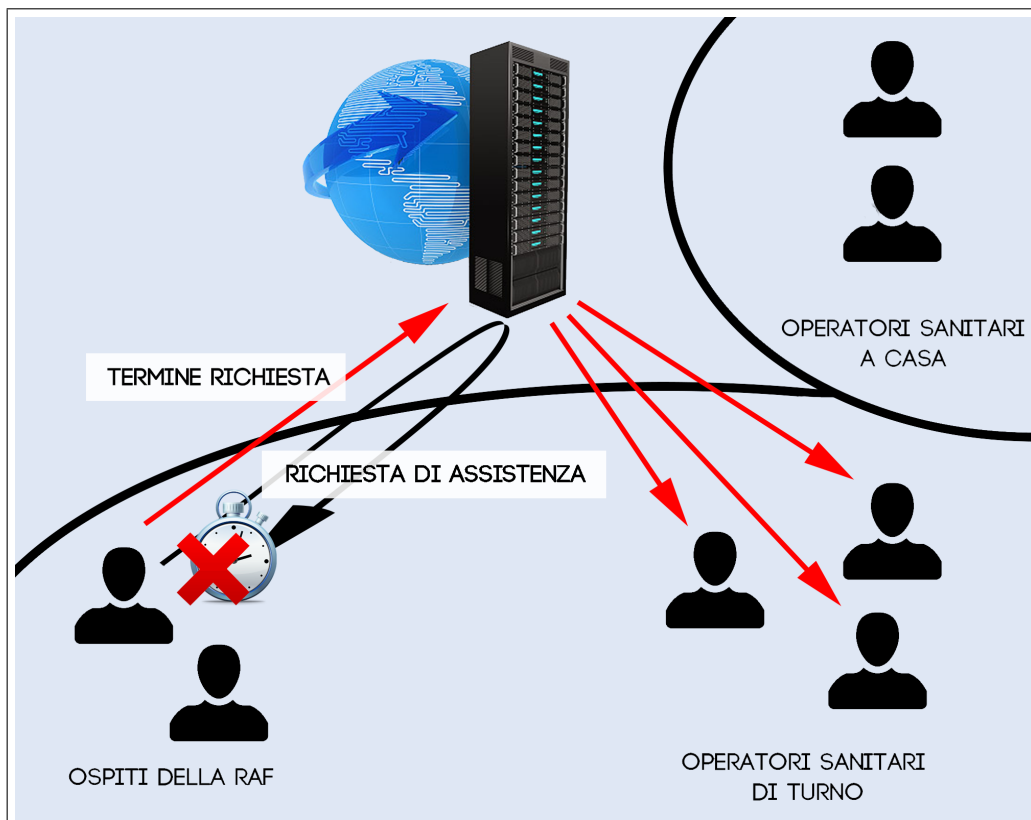 OPERATORI SANITARI
A CASA
TERMINE RICHIESTA
RICHIESTA DI ASSISTENZA
OSPITI DELLA RAF
OPERATORI SANITARI
DI TURNO